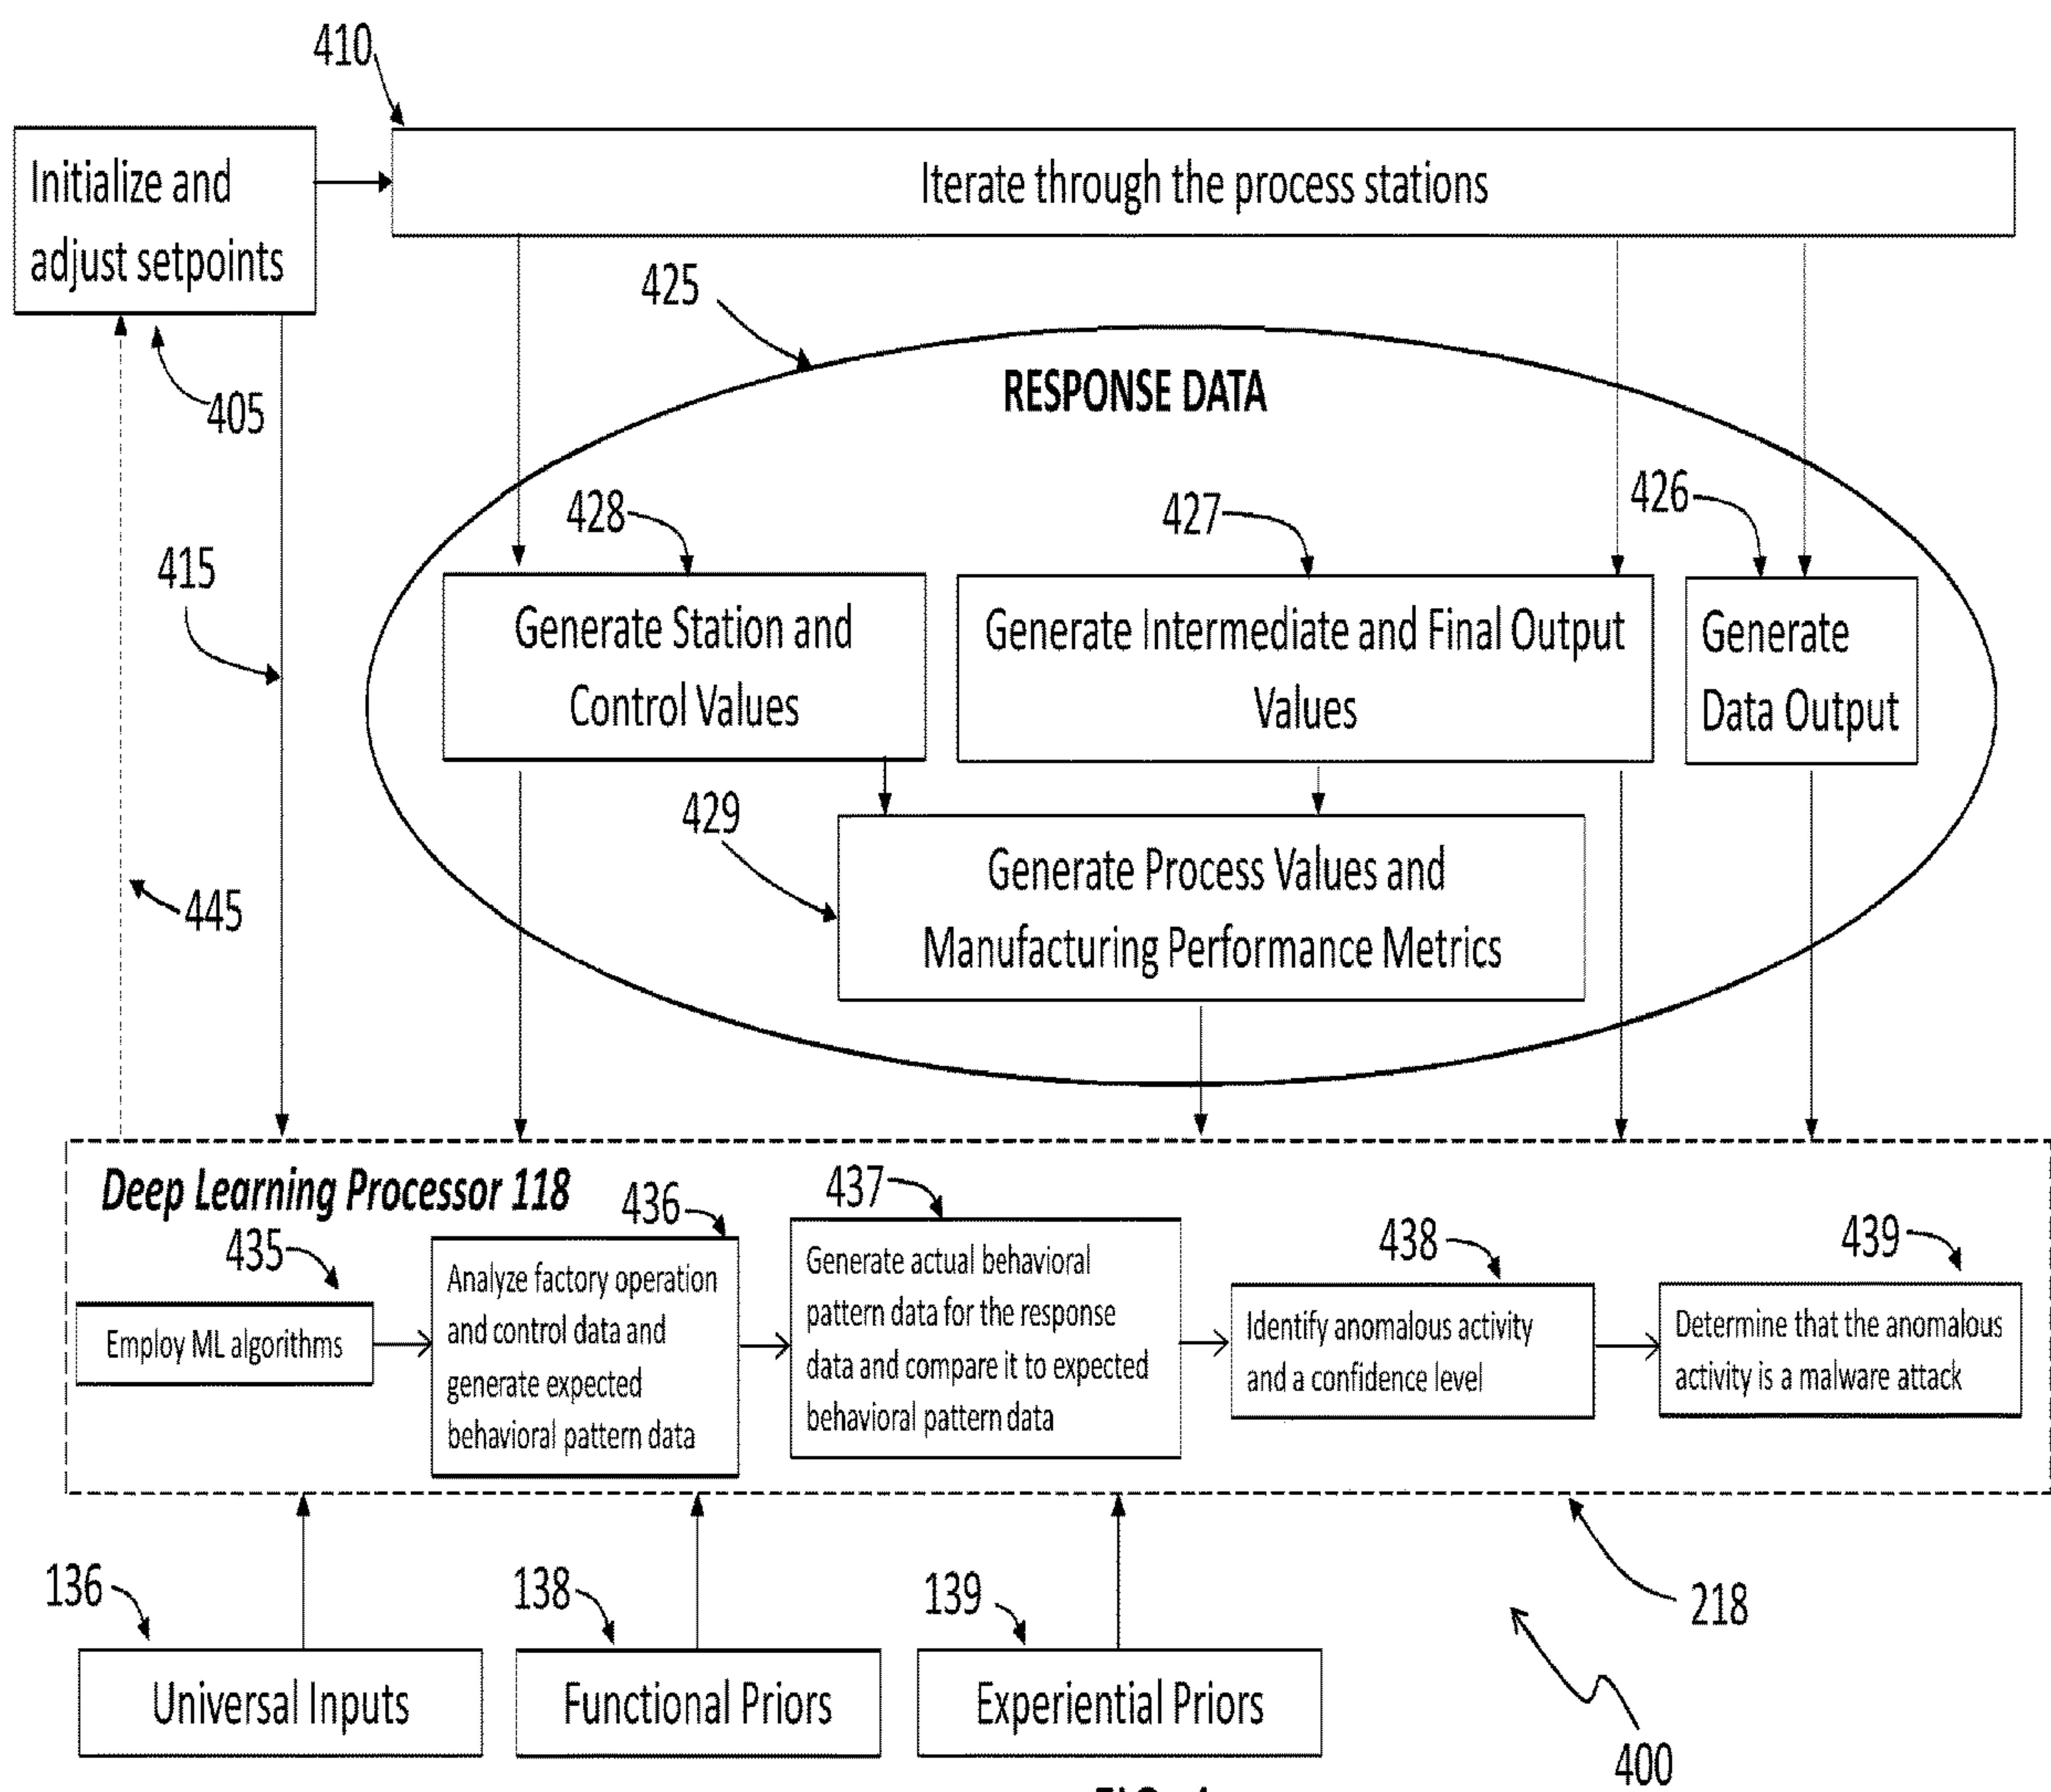 410
Initialize and
adjust setpoints
Iterate through the process stations
425
RESPONSE DATA
405
428
427
426
415
Generate Station and
Control Values
Generate Intermediate and Final Output
Values
Generate
Data Output
429
Generate Process Values and
Manufacturing Performance Metrics
445
Deep Learning Processor 118
435
436
437
438
439
Employ ML algorithms
Analyze factory operation
and control data and
generate expected
behavioral pattern data
Generate actual behavioral
pattern data for the response
data and compare it to expected
behavioral pattern data
Identify anomalous activity
and a confidence level
Determine that the anomalous
activity is a malware attack
136
138
139
218
Universal Inputs
Functional Priors
Experiential Priors
400